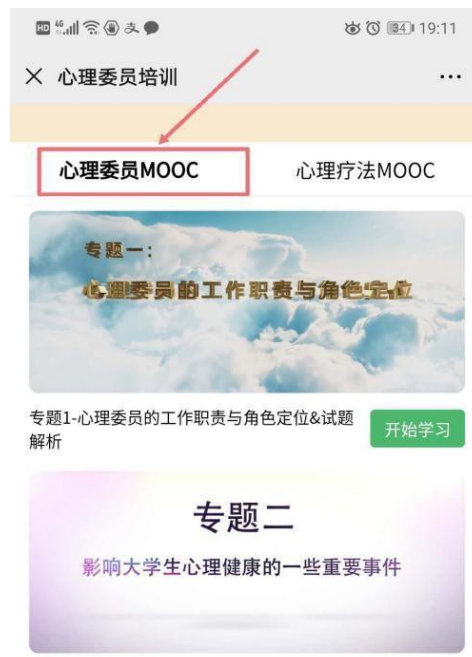 HD 46 支 34 19:11
× 心理委员培训 ...
心理委员MOOC 心理疗法MOOC
专题一:
心理委员的工作职责与角色定位
专题1-心理委员的工作职责与角色定位&试题
解析
开始学习
专题二
影响大学生心理健康的一些重要事件